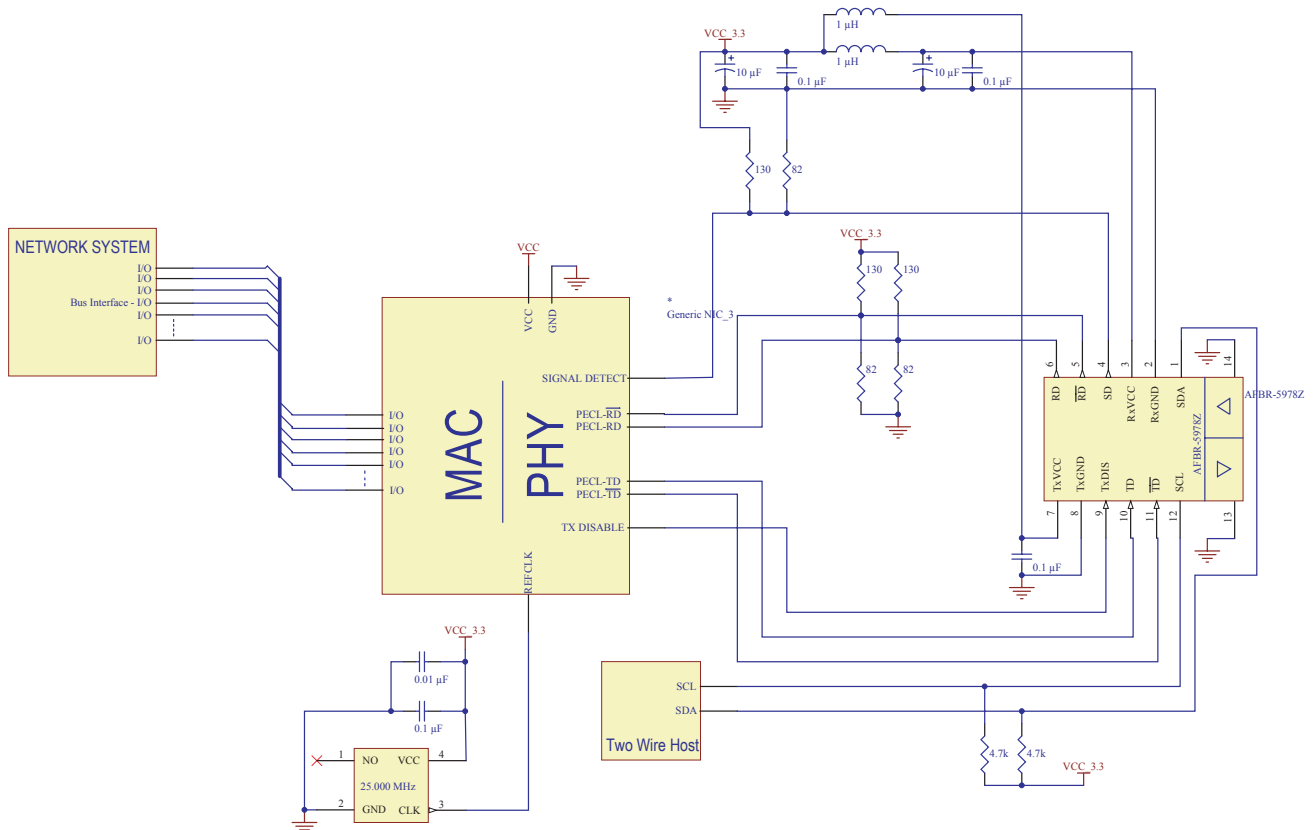 1 µH
VCC_3.3
1 µH
10 µF
0.1 µF
10 µF
0.1 µF
130
82
NETWORK SYSTEM
I/O
I/O
I/O
Bus Interface - I/O
I/O
I/O
VCC
VCC_3.3
130
130
*
Generic NIC_3
VCC
GND
82
82
SIGNAL DETECT
PECL-R̅D̅
PECL-RD
PECL-TD
PECL-T̅D̅
TX DISABLE
MAC
PHY
REFCLK
I/O
I/O
I/O
I/O
I/O
I/O
6
5
4
3
2
1
14
RD
R̅D̅
SD
RxVCC
RxGND
SDA
AFBR-5978Z
AFBR-5978Z
TxVCC
TxGND
TxDIS
TD
T̅D̅
SCL
7
8
9
10
11
12
13
0.1 µF
VCC_3.3
0.01 µF
0.1 µF
1
NO
VCC
4
25.000 MHz
2
GND
CLK
3
SCL
SDA
Two Wire Host
4.7k
4.7k
VCC_3.3